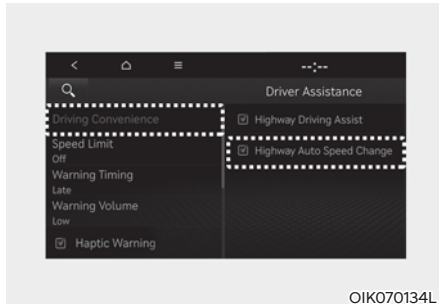 --:--
Driver Assistance
Driving Convenience
Speed Limit
Off
Warning Timing
Late
Warning Volume
Low
Haptic Warning
Highway Driving Assist
Highway Auto Speed Change
OIK070134L